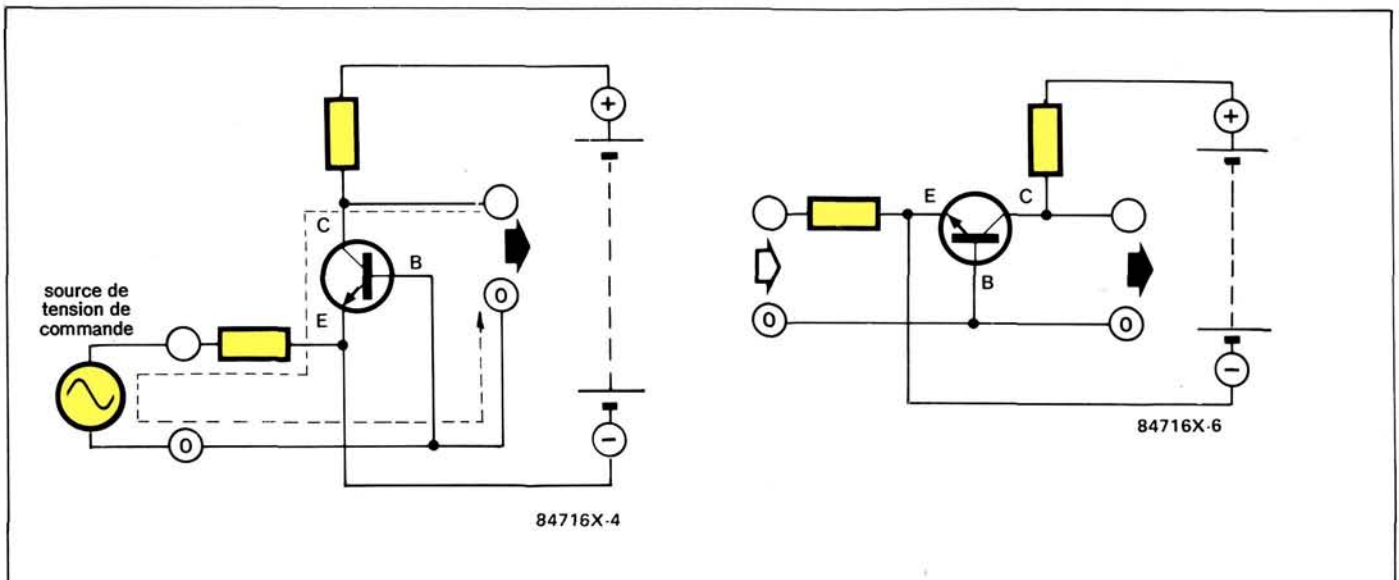 +
C
B
0
source de
tension de
commande
E
0
−
84716X-4
+
E
C
B
0
0
−
84716X-6